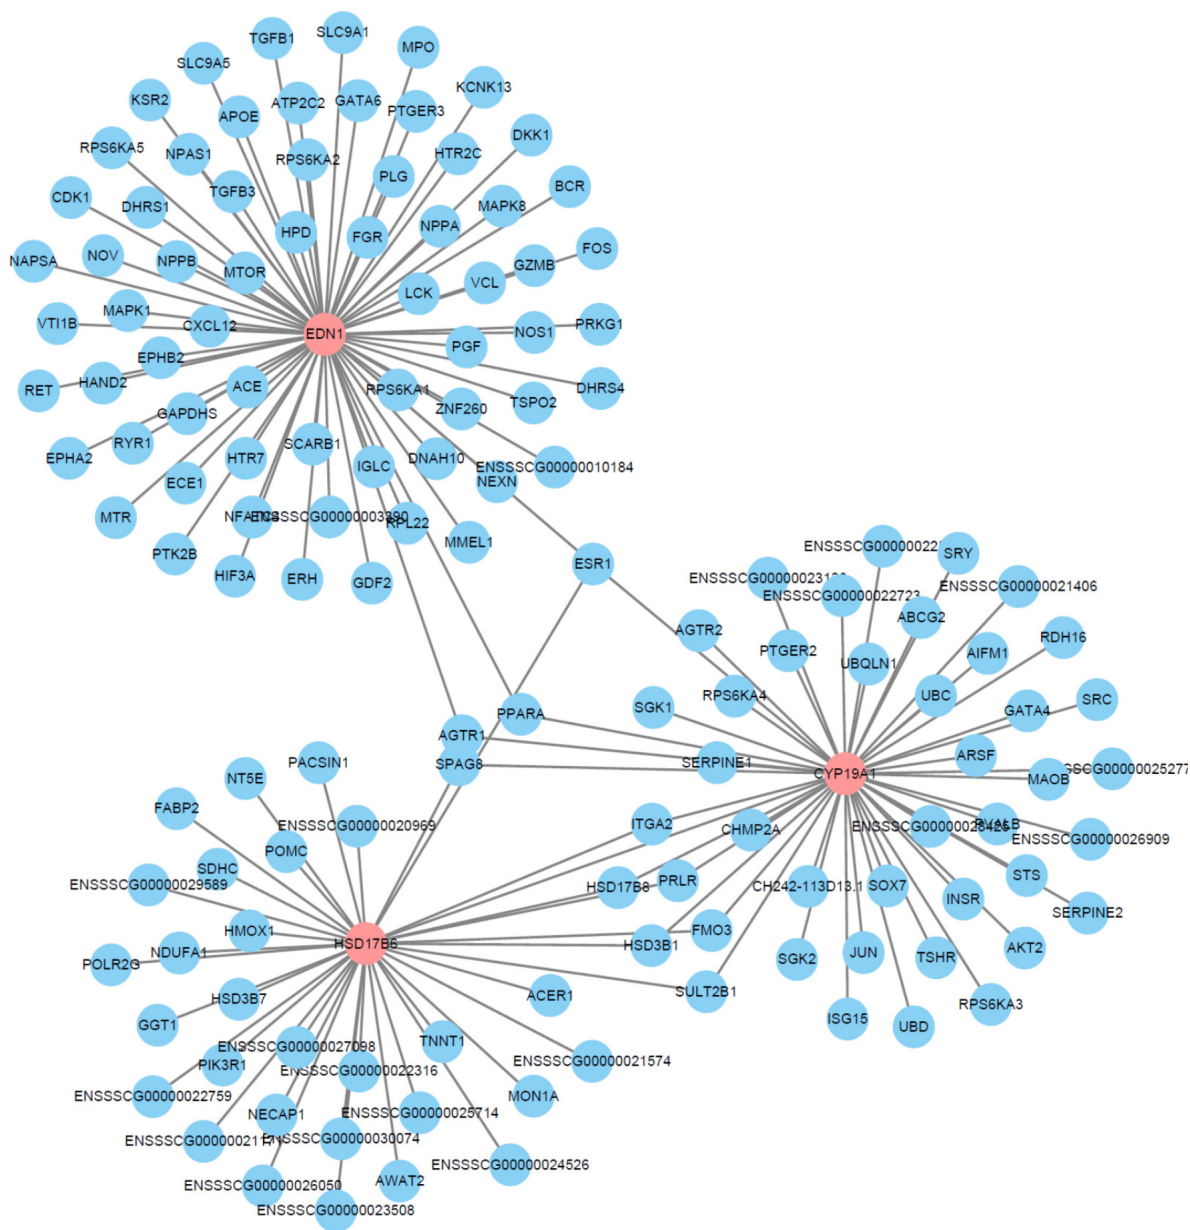 SLC9A1
TGFB1
MPO
SLC9A5
KCNK13
KSR2
ATP2C2
GATA6
PTGER3
APOE
DKK1
RPS6KA5
NPAS1
RPS6KA2
HTR2C
PLG
BCR
CDK1
TGFB3
DHRS1
MAPK8
NPPA
HPD
FGR
FOS
NOV
NAPSA
NPPB
GZMB
MTOR
VCL
LCK
MAPK1
VTI1B
CXCL12
EDN1
NOS1
PRKG1
PGF
EPHB2
HAND2
RET
ACE
RPS6KA1
DHRS4
TSPO2
ZNF260
GAPDHS
RYR1
EPHA2
SCARB1
HTR7
IGLC
DNAH10
ENSSSCG00000010184
NEXN
ECE1
MTR
RPL22
MMEL1
PTK2B
HIF3A
ERH
GDF2
ESR1
SRY
ENSSSCG00000022723
ENSSSCG00000021406
ABCG2
AGTR2
RDH16
PTGER2
AIFM1
UBQLN1
RPS6KA4
UBC
SGK1
SRC
GATA4
PPARA
AGTR1
SPAG8
SERPINE1
CYP19A1
ARSF
MAOB
SSCG00000025277
PACSIN1
NT5E
FABP2
ENSSSCG00000020969
ITGA2
CHMP2A
ENSSSCG00000026909
POMC
SDHC
ENSSSCG00000029589
HSD17B8
PRLR
CH242-113D13.1
SOX7
STS
INSR
SERPINE2
HMOX1
HSD17B6
FMO3
HSD3B1
NDUFA1
POLR2G
AKT2
JUN
TSHR
SGK2
HSD3B7
ACER1
SULT2B1
RPS6KA3
ISG15
UBD
GGT1
TNNT1
ENSSSCG00000027098
ENSSSCG00000021574
PIK3R1
ENSSSCG00000022316
ENSSSCG00000022759
MON1A
NECAP1
ENSSSCG00000025714
ENSSSCG00000030074
ENSSSCG00000024526
AWAT2
ENSSSCG00000026050
ENSSSCG00000023508